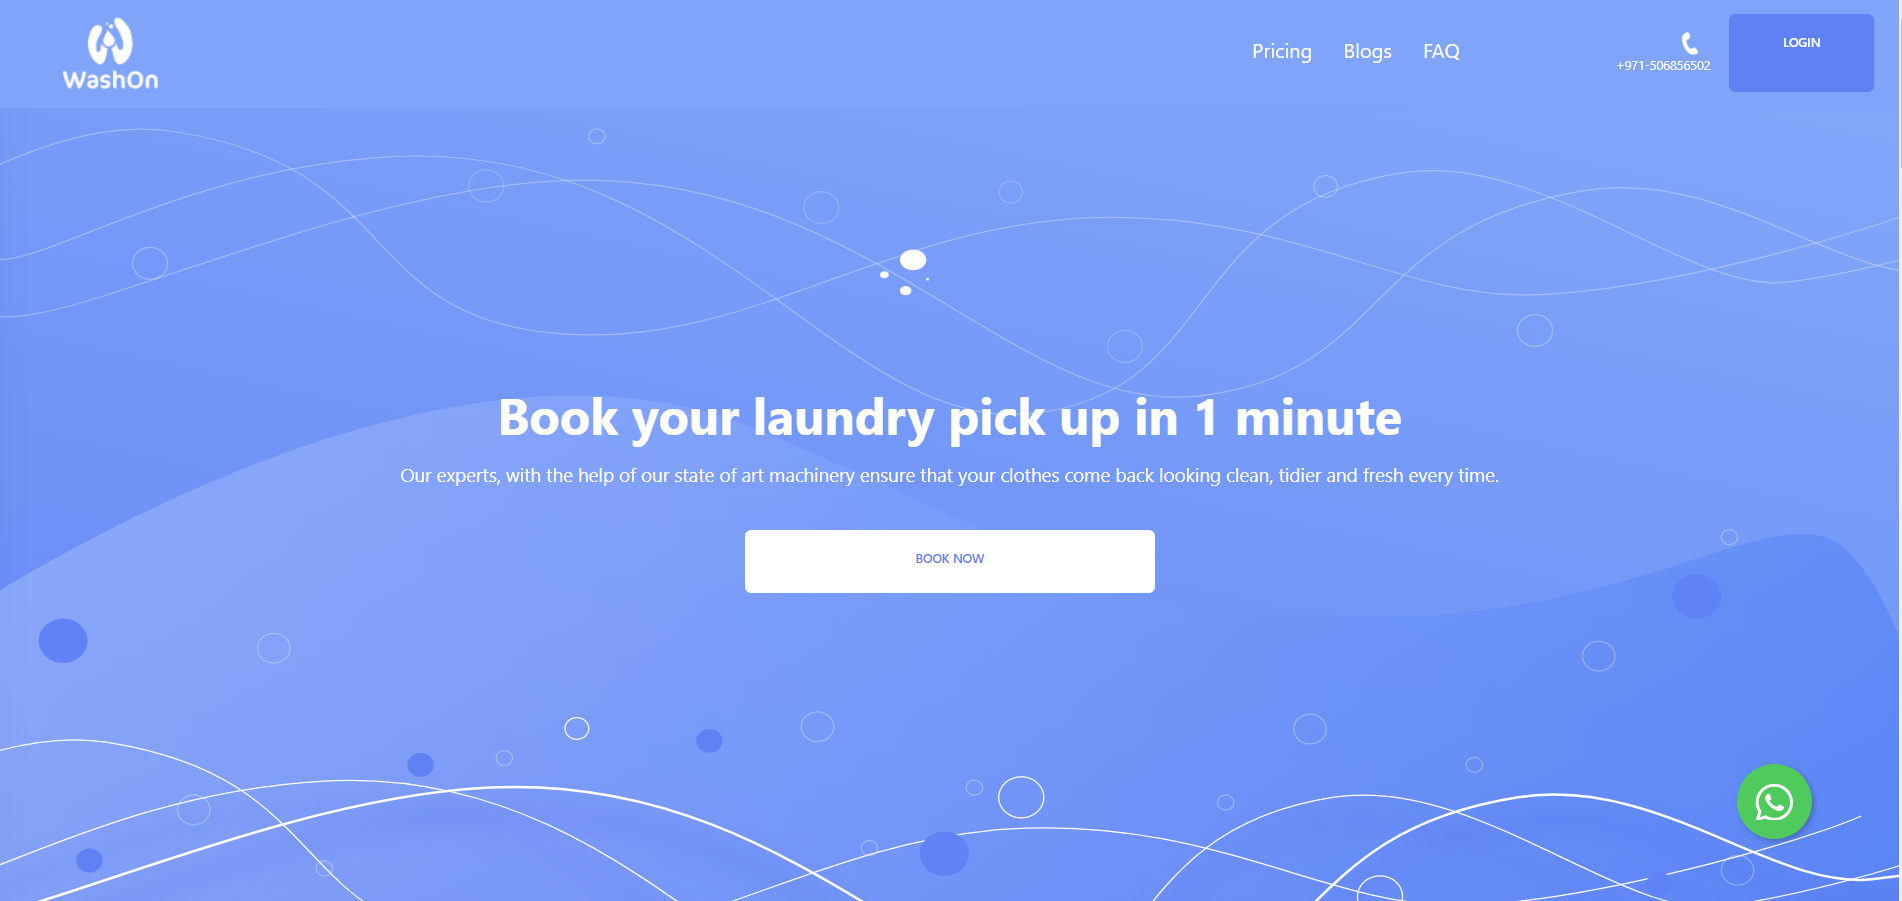 WashOn
Pricing
Blogs
FAQ
+971-506856502
LOGIN
Book your laundry pick up in 1 minute
Our experts, with the help of our state of art machinery ensure that your clothes come back looking clean, tidier and fresh every time.
BOOK NOW